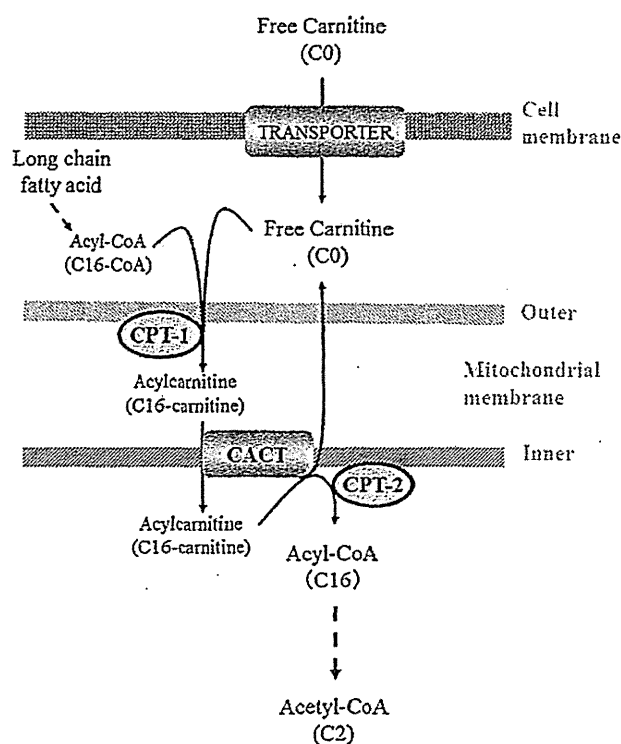 Free Carnitine
(C0)
TRANSPORTER
Cell
membrane
Long chain
fatty acid
Acyl-CoA
(C16-CoA)
Free Carnitine
(C0)
Outer
CPT-1
Mitochondrial
membrane
Acylcarnitine
(C16-carnitine)
CACT
Inner
CPT-2
Acylcarnitine
(C16-carnitine)
Acyl-CoA
(C16)
Acetyl-CoA
(C2)